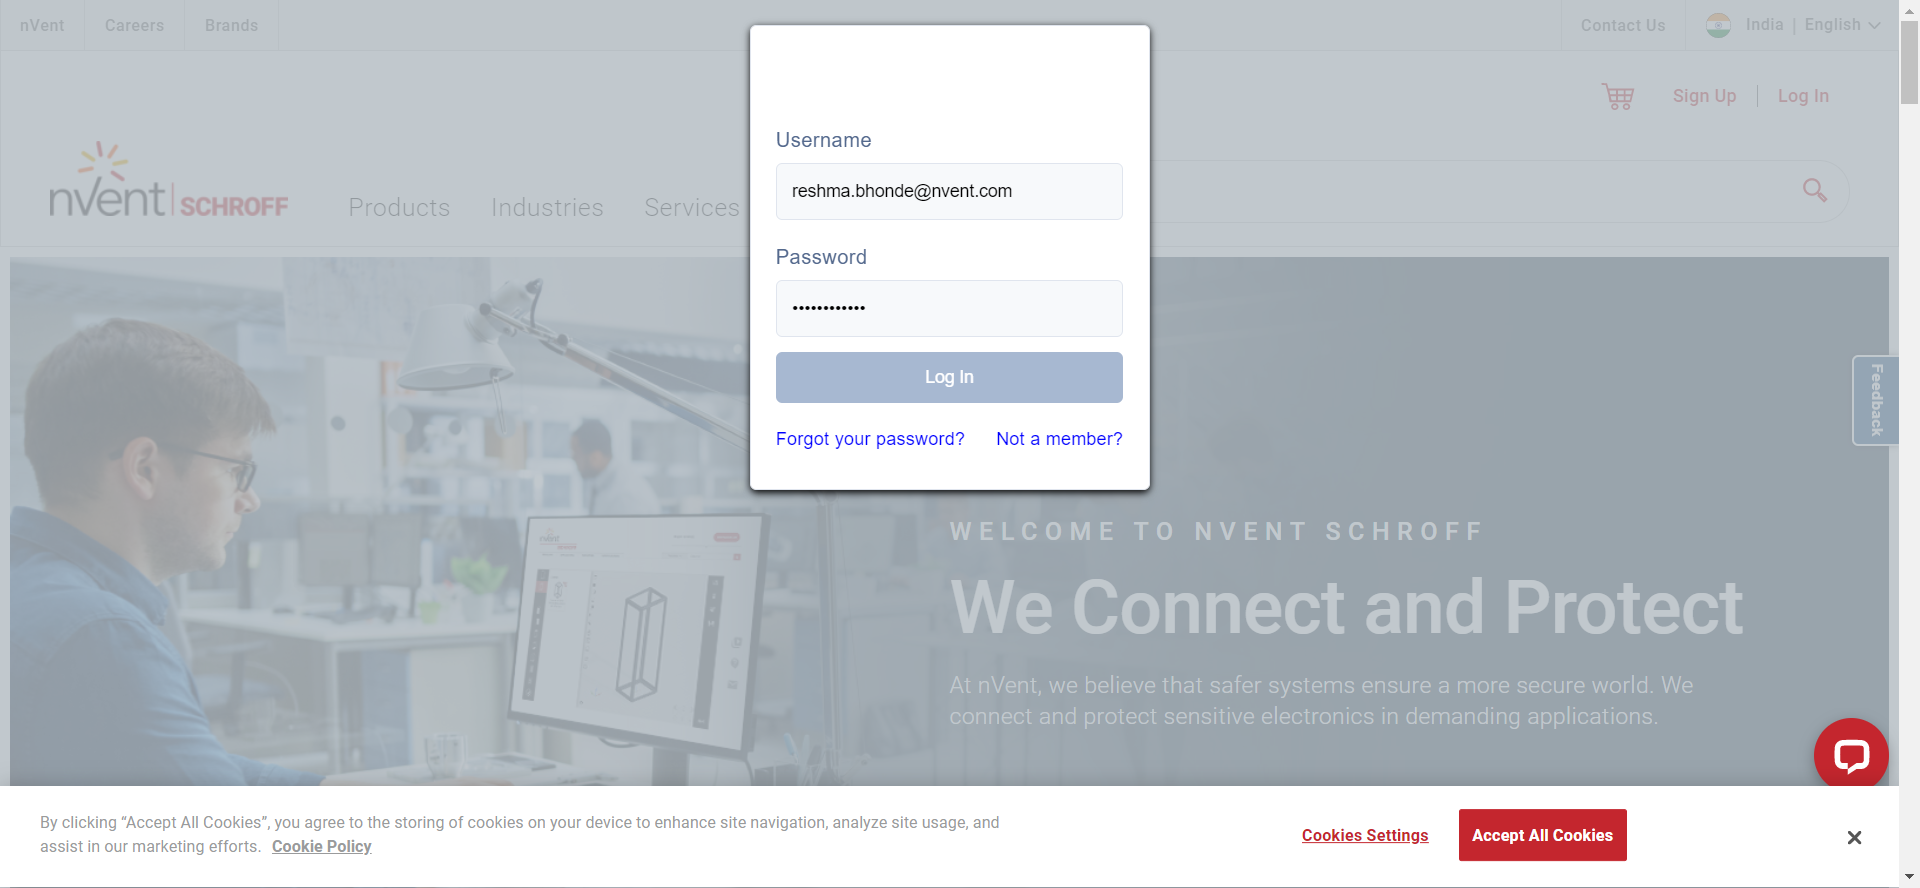 nVent
Careers
Brands
Contact Us
India | English
Sign Up
Log In
nVent SCHROFF
Products
Industries
Services
Username
reshma.bhonde@nvent.com
Password
••••••••••••
Log In
Forgot your password?
Not a member?
Feedback
WELCOME TO NVENT SCHROFF
We Connect and Protect
At nVent, we believe that safer systems ensure a more secure world. We
connect and protect sensitive electronics in demanding applications.
By clicking “Accept All Cookies”, you agree to the storing of cookies on your device to enhance site navigation, analyze site usage, and
assist in our marketing efforts. Cookie Policy
Cookies Settings
Accept All Cookies